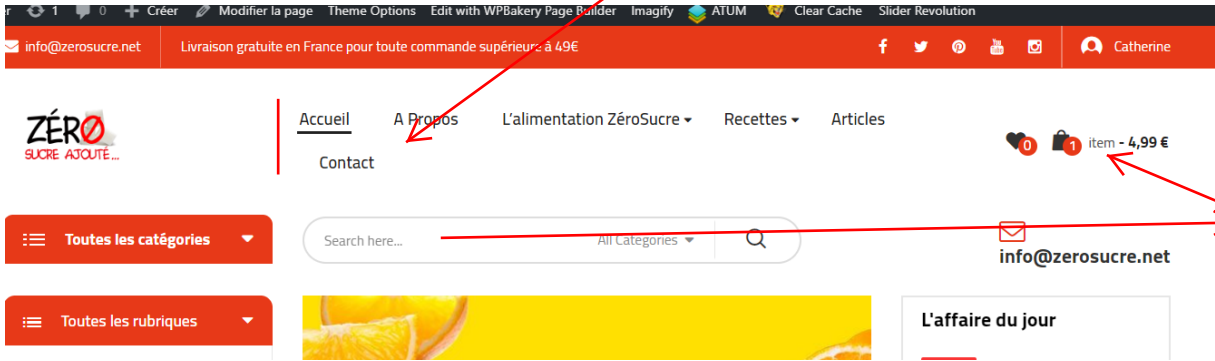 1 0 + Créer Modifier la page Theme Options Edit with WPBakery Page Builder Imagify ATUM Clear Cache Slider Revolution
info@zerosucre.net Livraison gratuite en France pour toute commande supérieure à 49€ Catherine
ZÉRO
SUCRE AJOUTÉ...
Accueil A Propos L'alimentation ZéroSucre Recettes Articles
Contact
0 1 item - 4,99 €
Toutes les catégories Search here... All Categories
info@zerosucre.net
Toutes les rubriques L'affaire du jour